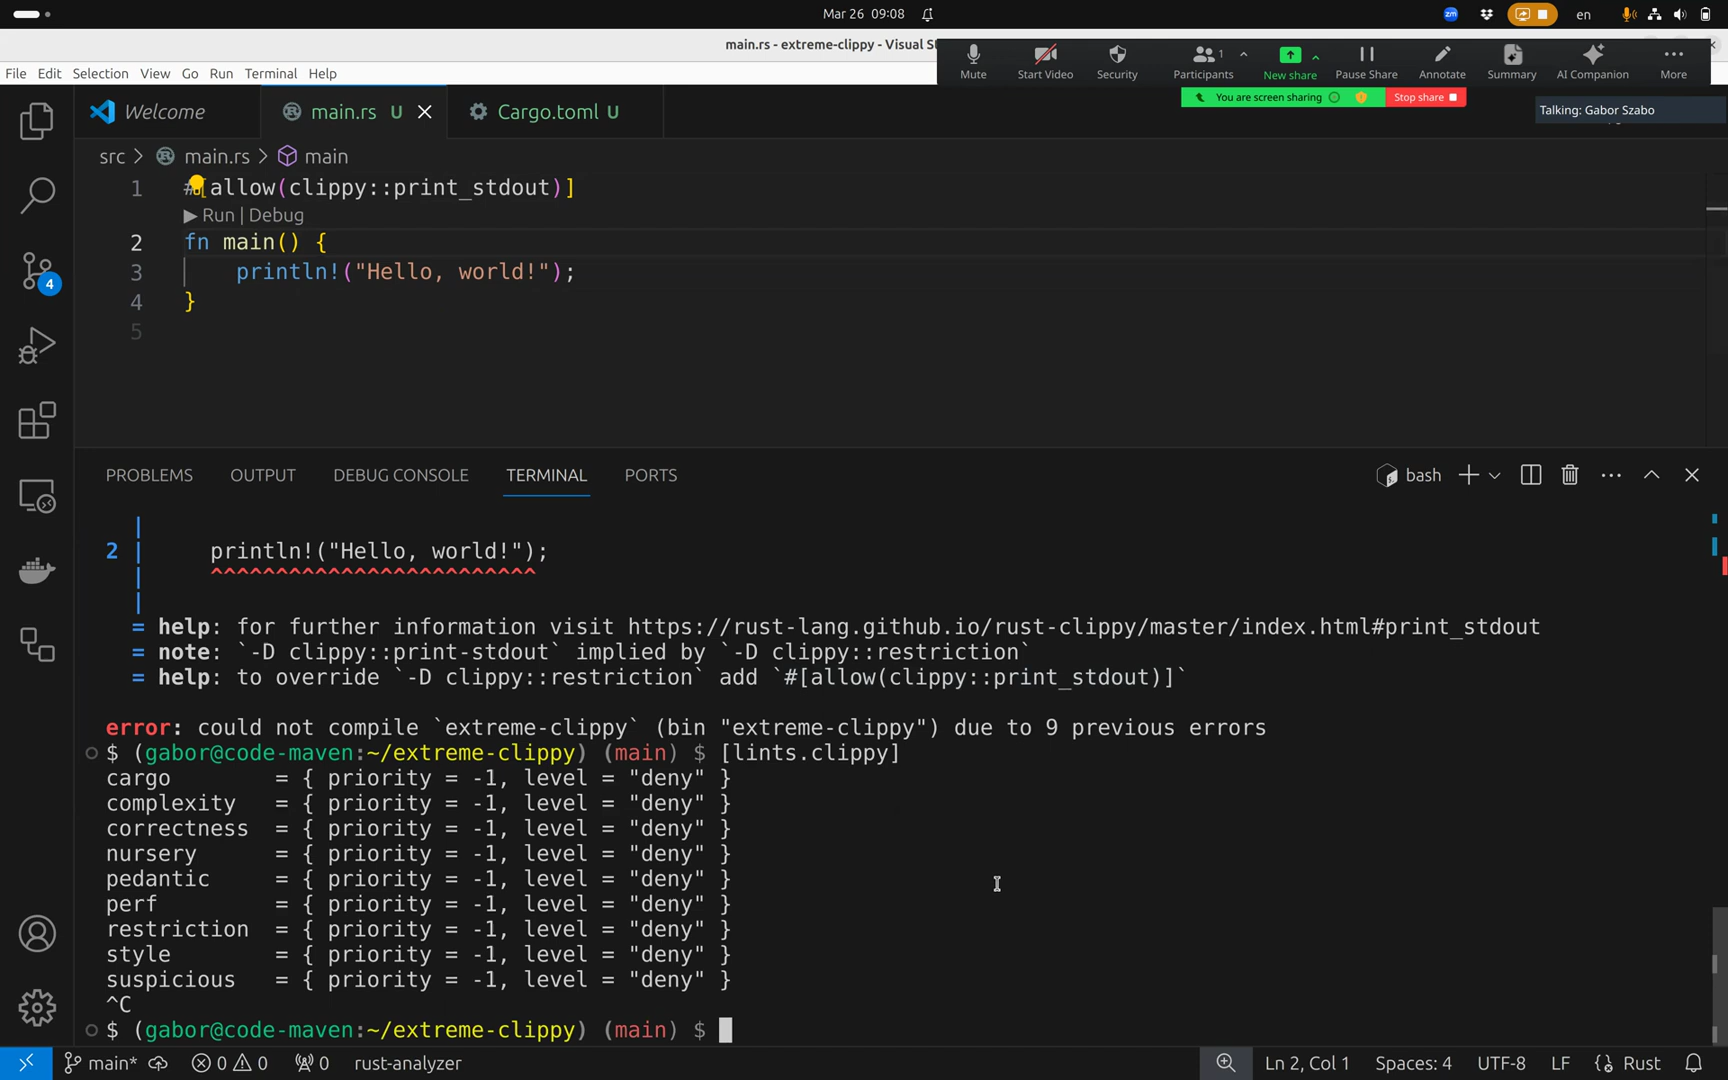 Mar 26 09:08
zm
en
main.rs - extreme-clippy - Visual S
File Edit Selection View Go Run Terminal Help
Mute Start Video Security Participants 1 New share Pause Share Annotate Summary AI Companion More
You are screen sharing Stop share
Talking: Gabor Szabo
Welcome main.rs U Cargo.toml U
src > main.rs > main
1 #[allow(clippy::print_stdout)]
Run | Debug
2 fn main() {
3 println!("Hello, world!");
4 }
5
4
PROBLEMS OUTPUT DEBUG CONSOLE TERMINAL PORTS
bash
|
2 | println!("Hello, world!");
| ^^^^^^^^^^^^^^^^^^^^^^^^^
|
= help: for further information visit https://rust-lang.github.io/rust-clippy/master/index.html#print_stdout
= note: `-D clippy::print-stdout` implied by `-D clippy::restriction`
= help: to override `-D clippy::restriction` add `#[allow(clippy::print_stdout)]`
error: could not compile `extreme-clippy` (bin "extreme-clippy") due to 9 previous errors
$ (gabor@code-maven:~/extreme-clippy) (main) $ [lints.clippy]
cargo = { priority = -1, level = "deny" }
complexity = { priority = -1, level = "deny" }
correctness = { priority = -1, level = "deny" }
nursery = { priority = -1, level = "deny" }
pedantic = { priority = -1, level = "deny" }
perf = { priority = -1, level = "deny" }
restriction = { priority = -1, level = "deny" }
style = { priority = -1, level = "deny" }
suspicious = { priority = -1, level = "deny" }
^C
$ (gabor@code-maven:~/extreme-clippy) (main) $
main* 0 0 0 rust-analyzer Ln 2, Col 1 Spaces: 4 UTF-8 LF {} Rust